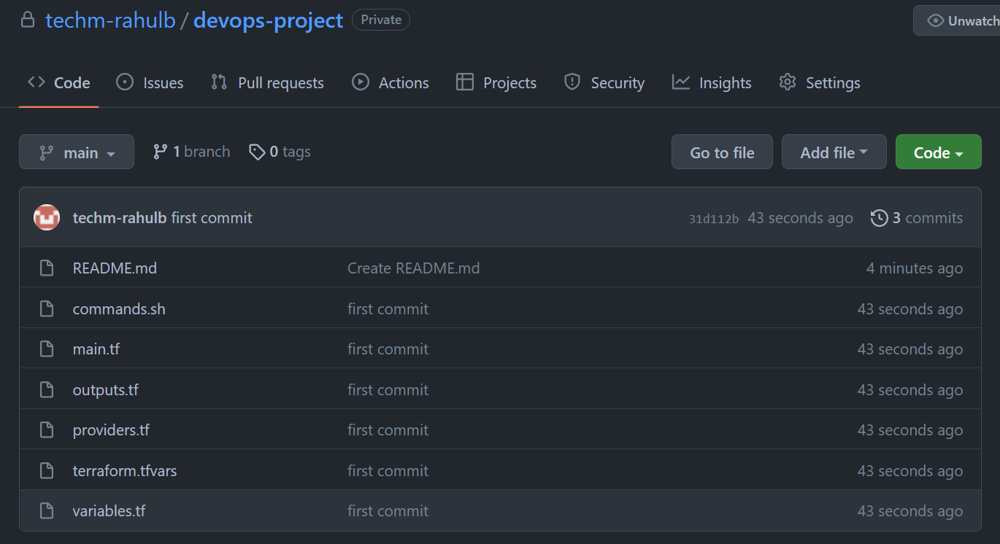 techm-rahulb / devops-project Private Unwatch
Code Issues Pull requests Actions Projects Security Insights Settings
main 1 branch 0 tags Go to file Add file Code
techm-rahulb first commit 31d112b 43 seconds ago 3 commits
README.md Create README.md 4 minutes ago
commands.sh first commit 43 seconds ago
main.tf first commit 43 seconds ago
outputs.tf first commit 43 seconds ago
providers.tf first commit 43 seconds ago
terraform.tfvars first commit 43 seconds ago
variables.tf first commit 43 seconds ago